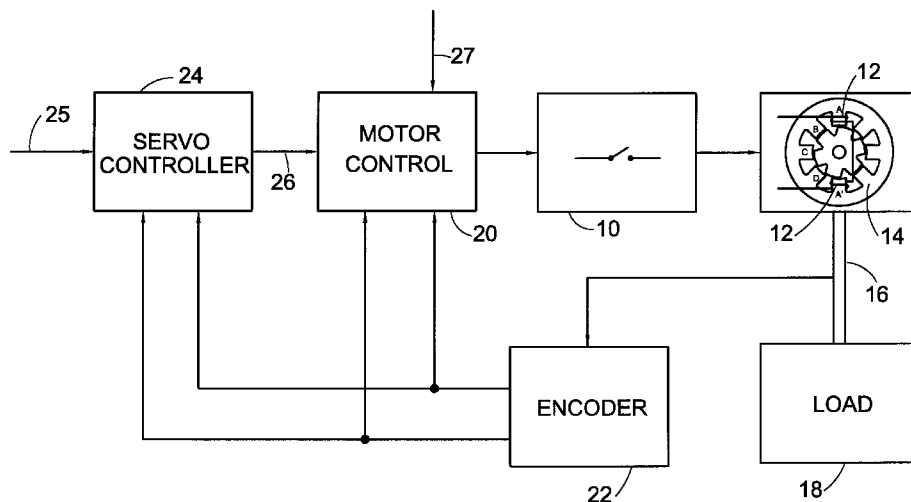 27
24
12
25
SERVO
CONTROLLER
MOTOR
CONTROL
26
20
10
A
B
C
D
A'
12
14
16
ENCODER
LOAD
22
18